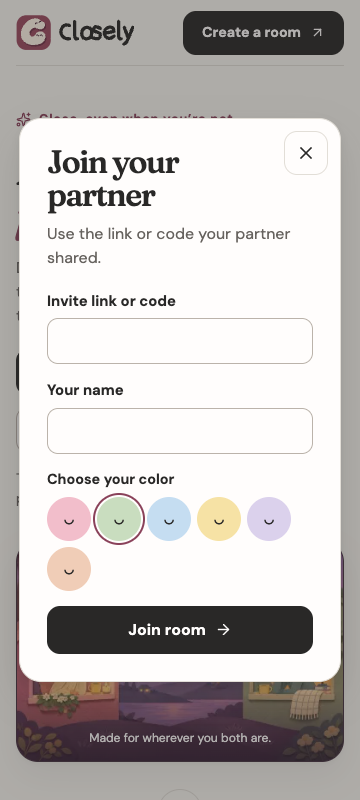 Closely
Create a room
Close, even when you're not
Join your
partner
Use the link or code your partner
shared.
Invite link or code
Your name
Choose your color
Join room
Made for wherever you both are.